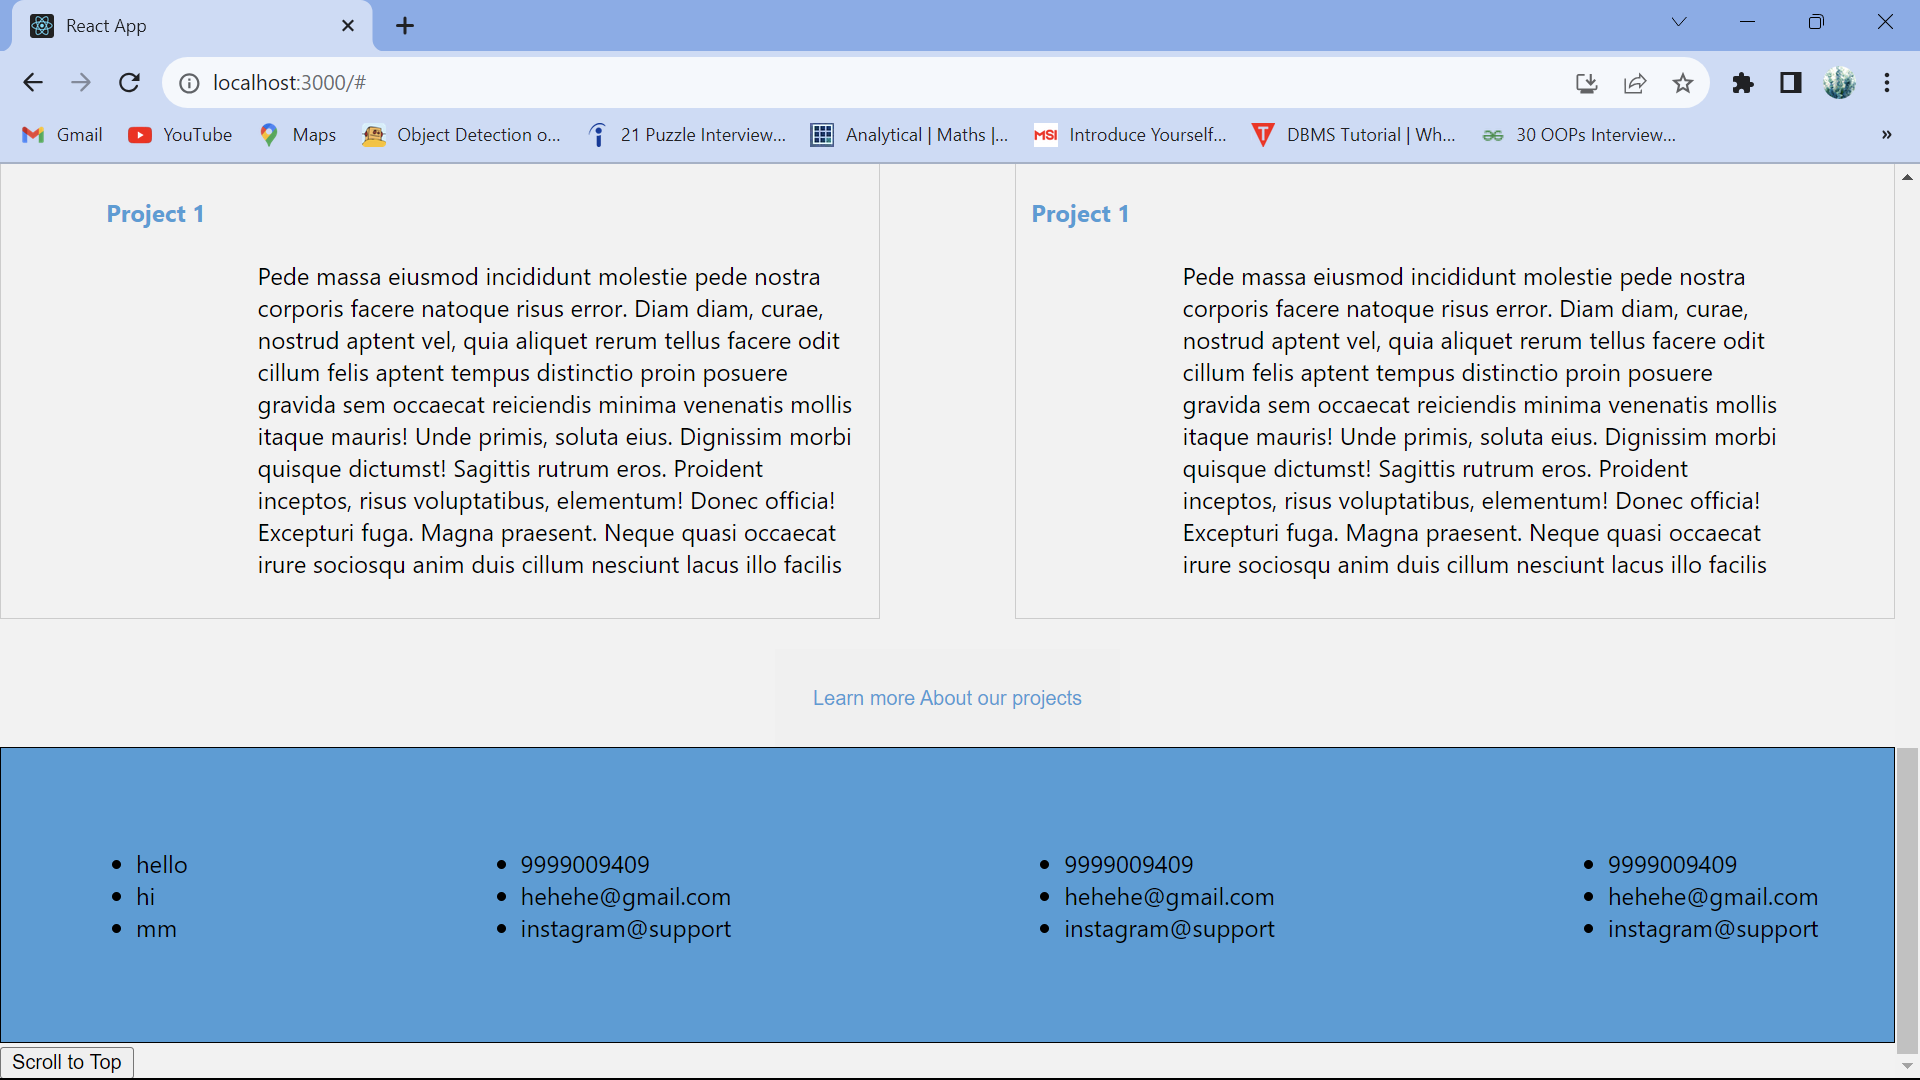 React App
localhost:3000/#
Gmail
YouTube
Maps
Object Detection o...
21 Puzzle Interview...
Analytical | Maths |...
MSI
Introduce Yourself...
T
DBMS Tutorial | Wh...
30 OOPs Interview...
»
Project 1
Pede massa eiusmod incididunt molestie pede nostra
corporis facere natoque risus error. Diam diam, curae,
nostrud aptent vel, quia aliquet rerum tellus facere odit
cillum felis aptent tempus distinctio proin posuere
gravida sem occaecat reiciendis minima venenatis mollis
itaque mauris! Unde primis, soluta eius. Dignissim morbi
quisque dictumst! Sagittis rutrum eros. Proident
inceptos, risus voluptatibus, elementum! Donec officia!
Excepturi fuga. Magna praesent. Neque quasi occaecat
irure sociosqu anim duis cillum nesciunt lacus illo facilis
Project 1
Pede massa eiusmod incididunt molestie pede nostra
corporis facere natoque risus error. Diam diam, curae,
nostrud aptent vel, quia aliquet rerum tellus facere odit
cillum felis aptent tempus distinctio proin posuere
gravida sem occaecat reiciendis minima venenatis mollis
itaque mauris! Unde primis, soluta eius. Dignissim morbi
quisque dictumst! Sagittis rutrum eros. Proident
inceptos, risus voluptatibus, elementum! Donec officia!
Excepturi fuga. Magna praesent. Neque quasi occaecat
irure sociosqu anim duis cillum nesciunt lacus illo facilis
Learn more About our projects
• hello
• hi
• mm
• 9999009409
• hehehe@gmail.com
• instagram@support
• 9999009409
• hehehe@gmail.com
• instagram@support
• 9999009409
• hehehe@gmail.com
• instagram@support
Scroll to Top